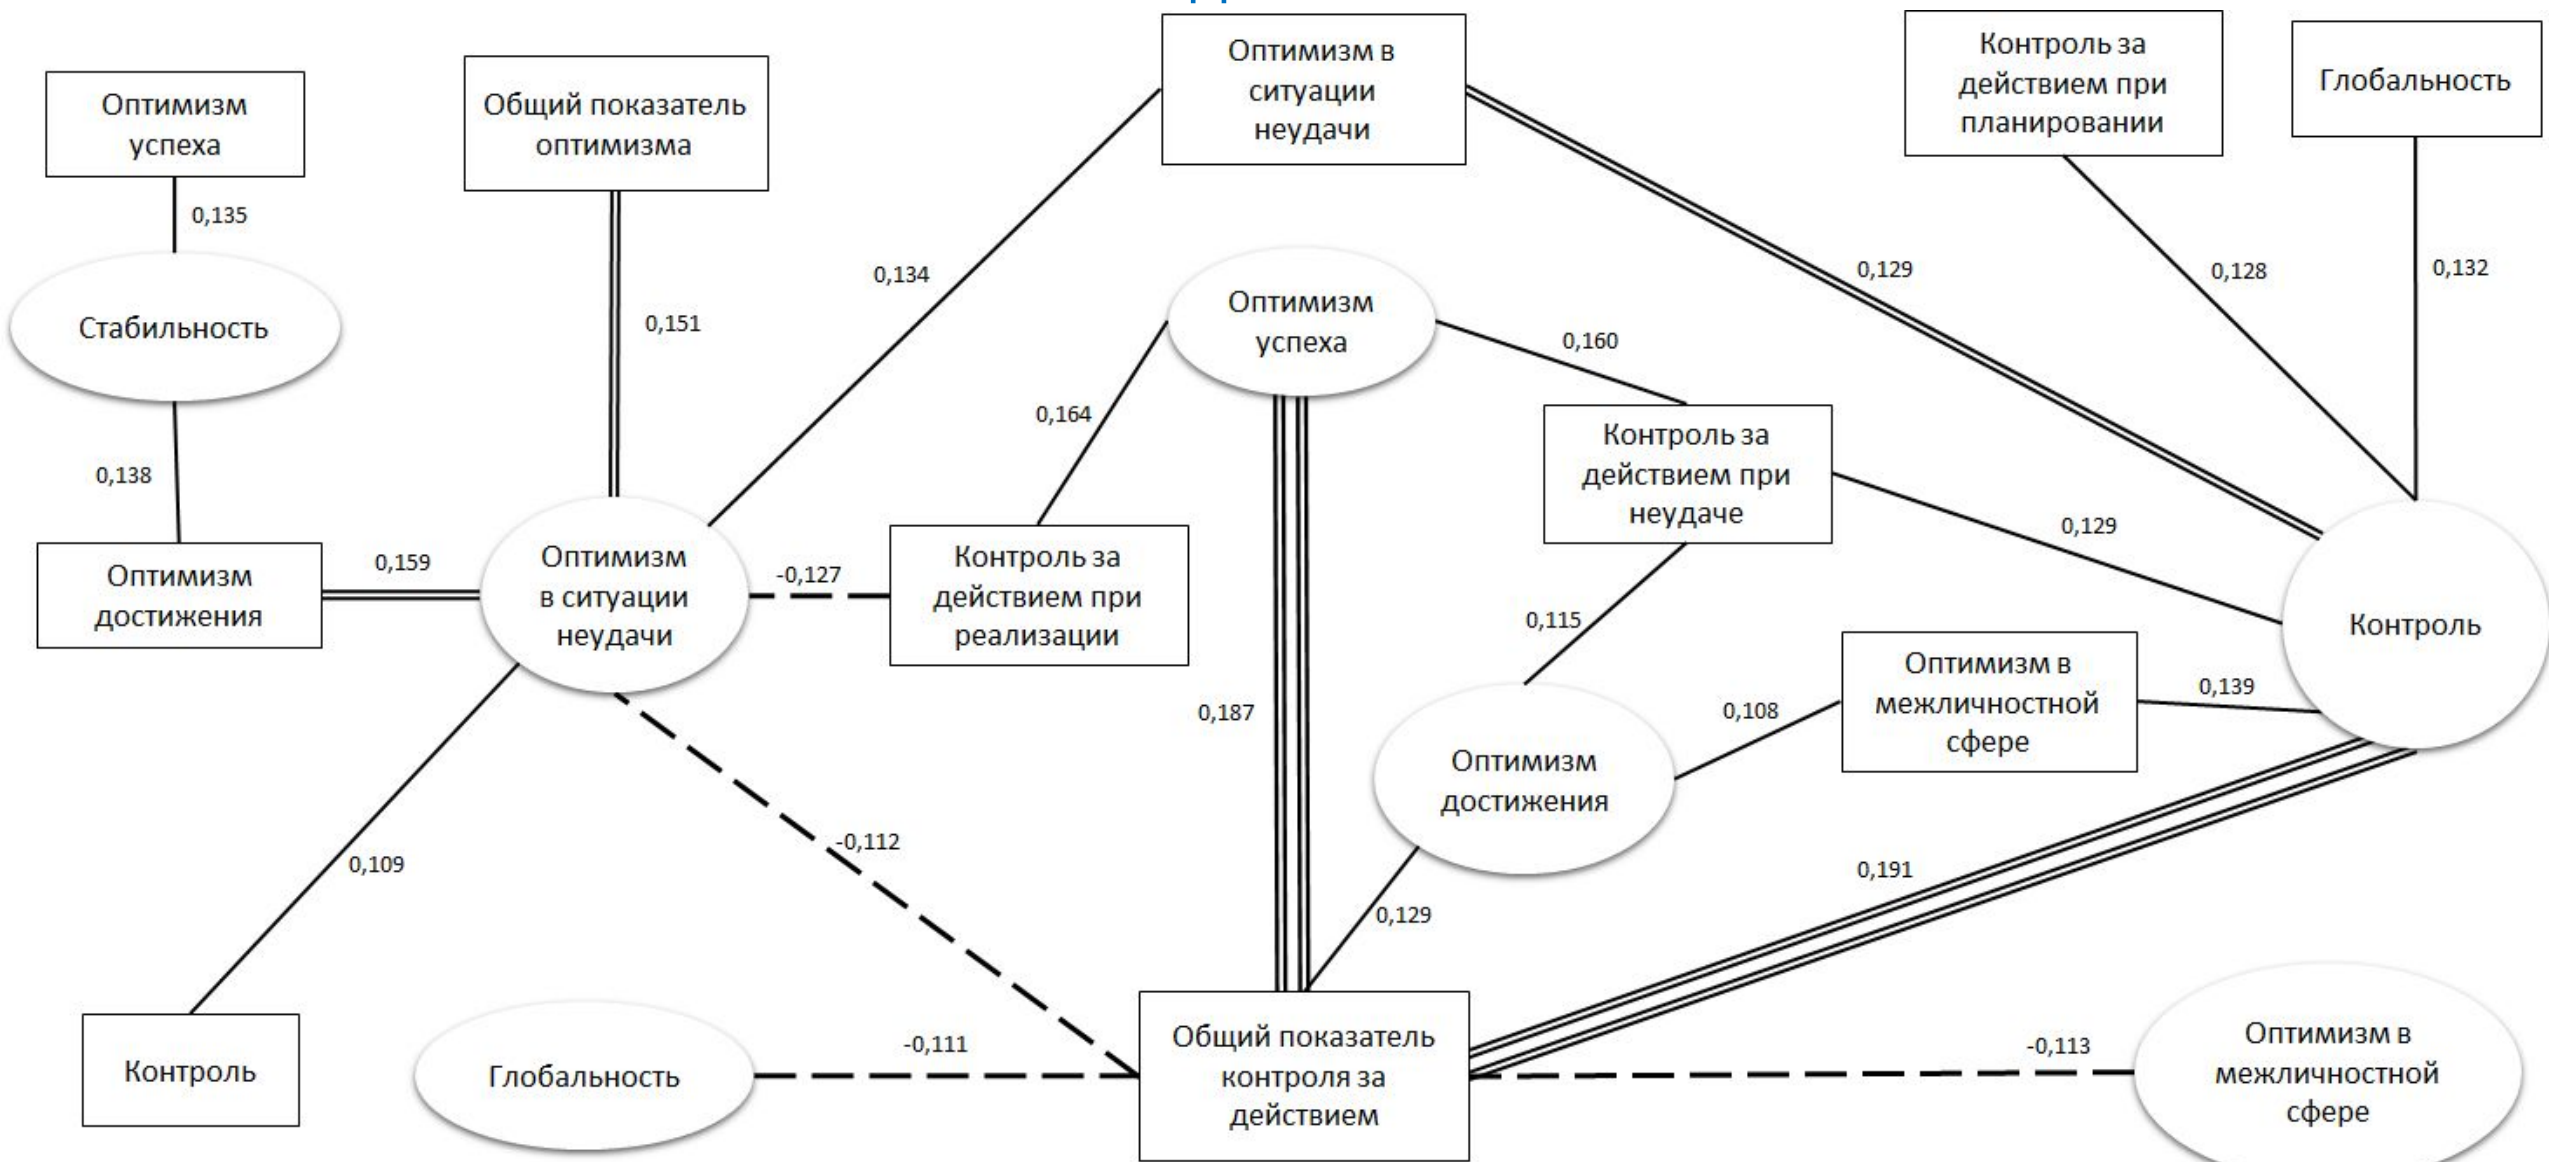 Оптимизм
успеха
Общий показатель
оптимизма
Оптимизм в
ситуации
неудачи
Контроль за
действием при
планировании
Глобальность
0,135
0,134
0,129
0,128
0,132
Стабильность
0,151
Оптимизм
успеха
0,160
0,164
Контроль за
действием при
неудаче
0,138
0,129
Оптимизм
достижения
0,159
Оптимизм
в ситуации
неудачи
-0,127
Контроль за
действием при
реализации
0,115
Контроль
Оптимизм в
межличностной
сфере
0,139
0,187
0,108
Оптимизм
достижения
0,109
-0,112
0,129
0,191
Контроль
Глобальность
-0,111
Общий показатель
контроля за
действием
-0,113
Оптимизм в
межличностной
сфере